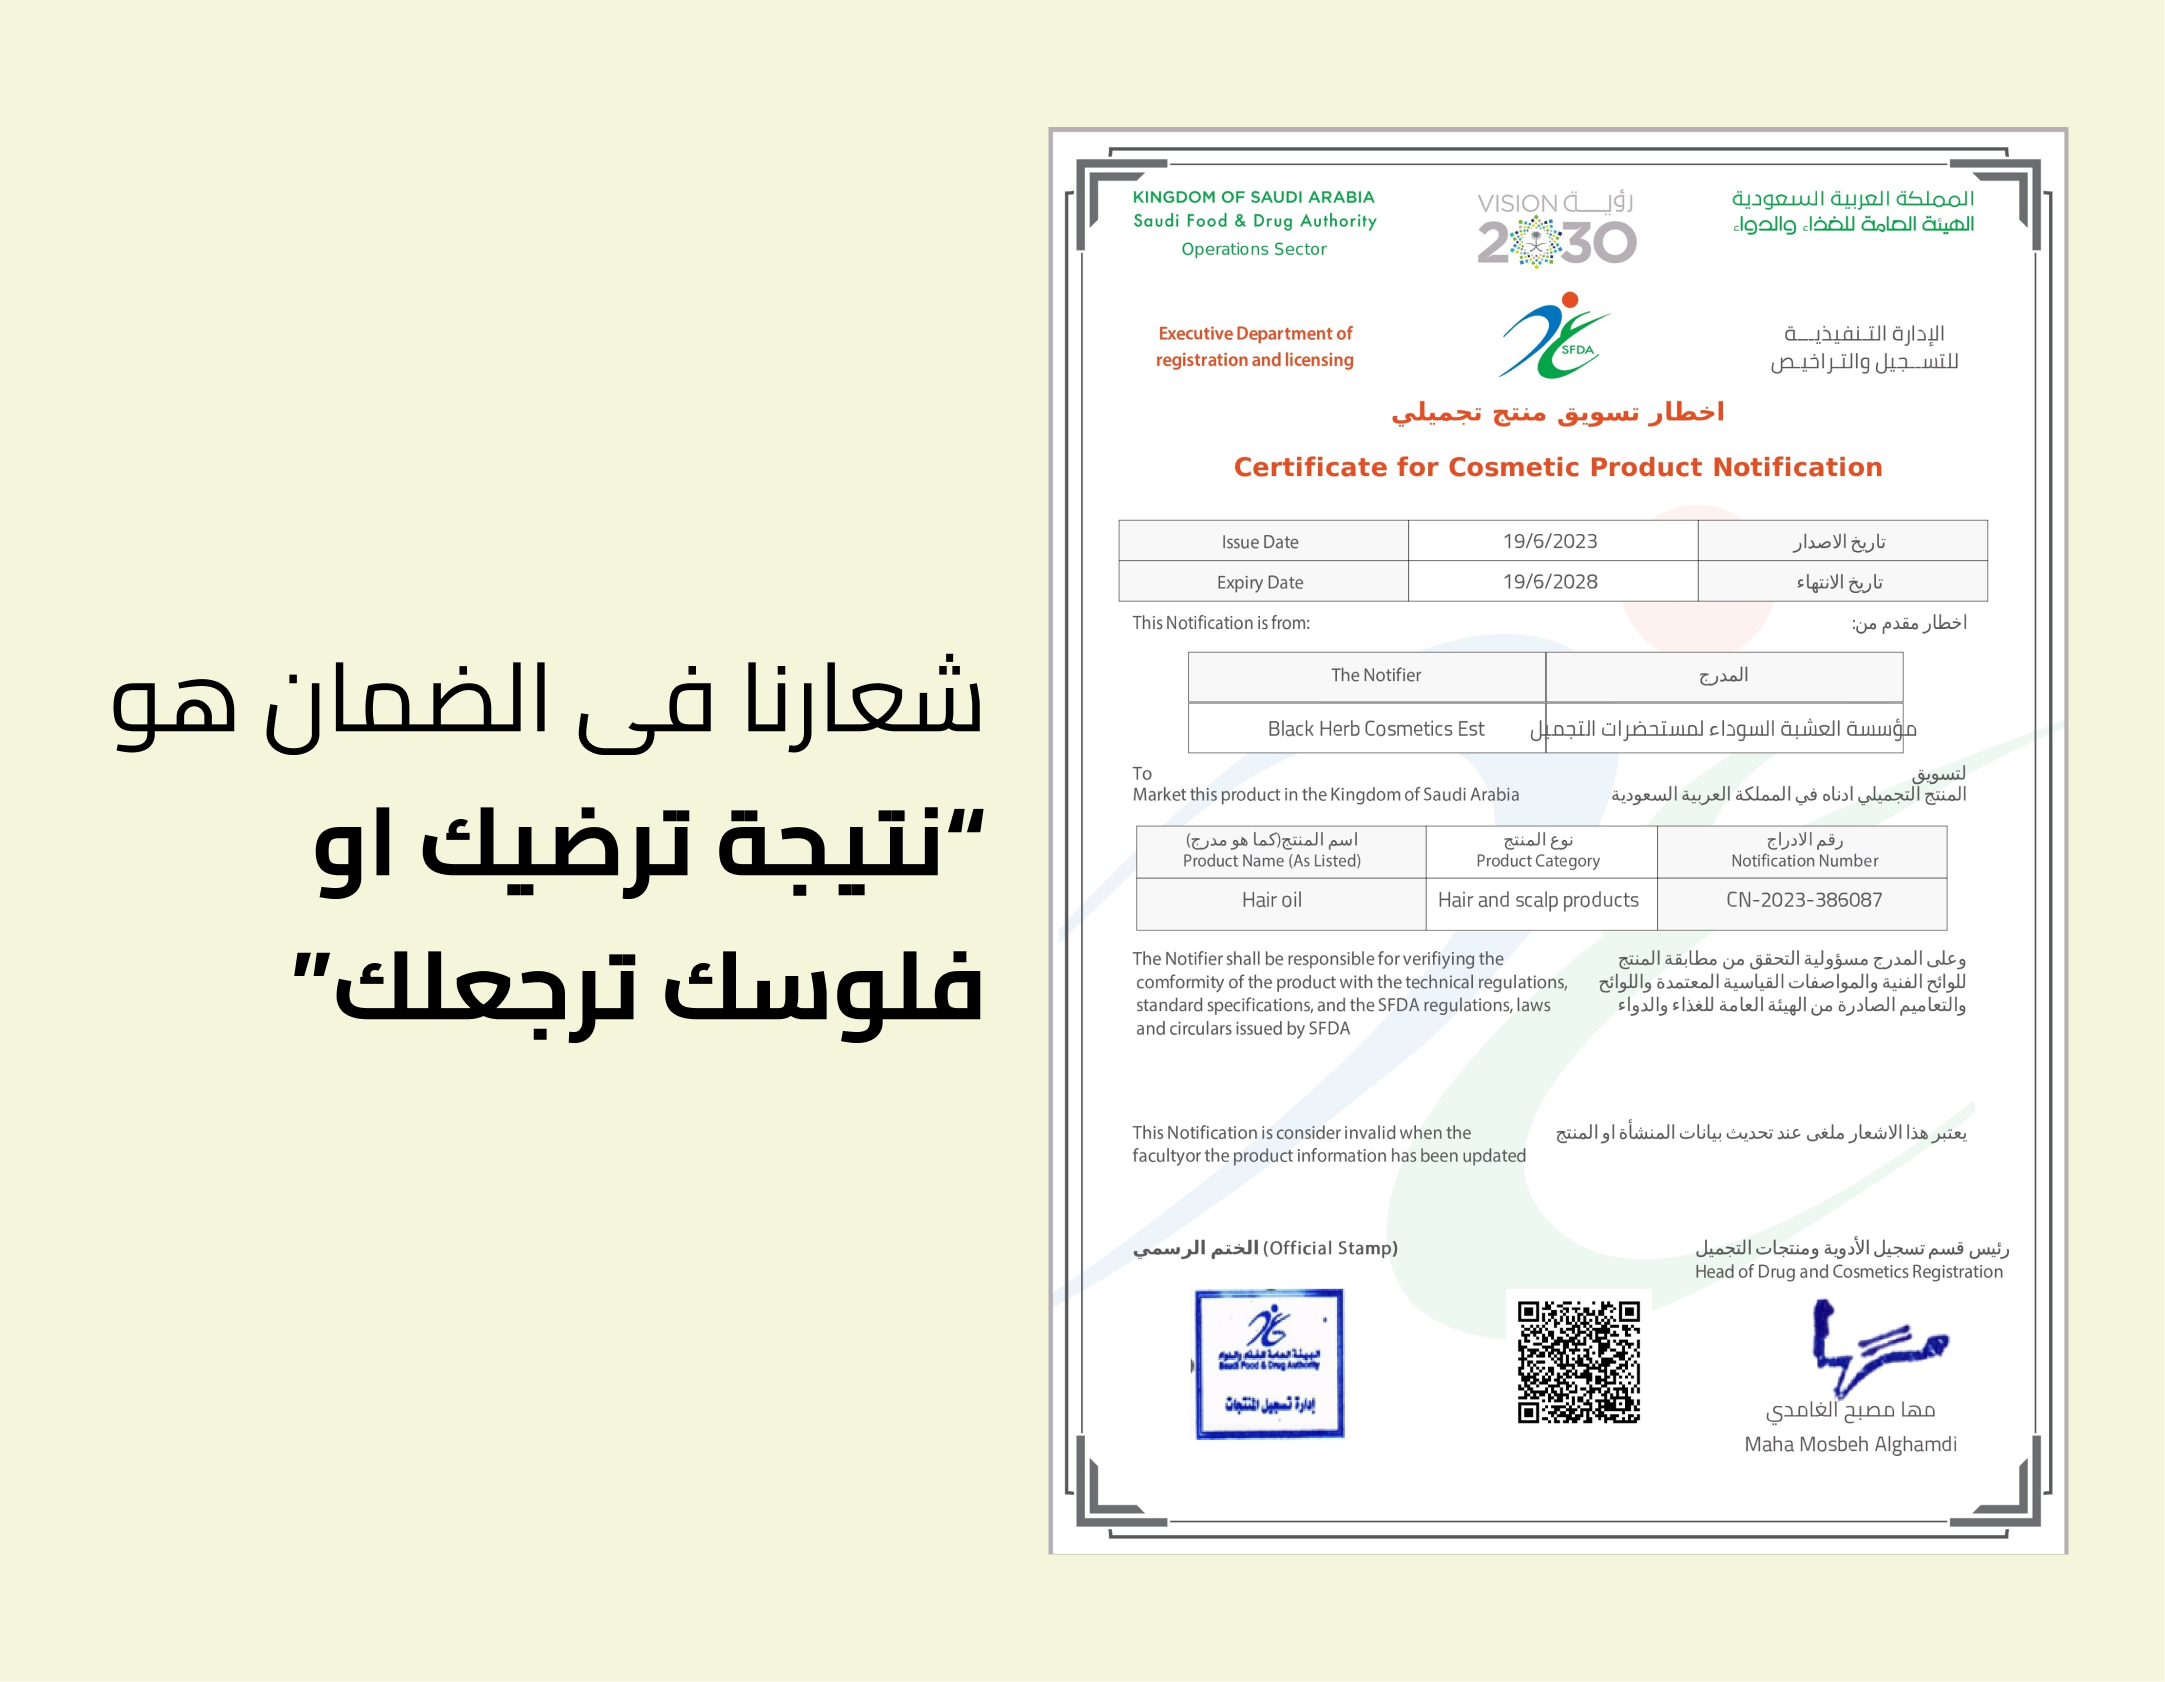 شعارنا فى الضمان هو
“نتيجة ترضيك او
فلوسك ترجعلك”
KINGDOM OF SAUDI ARABIA
Saudi Food & Drug Authority
Operations Sector
VISION رؤيـــة
2030
المملكة العربية السعودية
الهيئة العامة للغذاء والدواء
Executive Department of
registration and licensing
SFDA
الإدارة التـنفيذيـــة
للتســـجيل والتـراخيـص
اخطار تسويق منتج تجميلي
Certificate for Cosmetic Product Notification
Issue Date 19/6/2023 تاريخ الاصدار
Expiry Date 19/6/2028 تاريخ الانتهاء
This Notification is from: اخطار مقدم من:
The Notifier المدرج
Black Herb Cosmetics Est مؤسسة العشبة السوداء لمستحضرات التجميل
To لتسويق
Market this product in the Kingdom of Saudi Arabia المنتج التجميلي ادناه في المملكة العربية السعودية
اسم المنتج(كما هو مدرج) نوع المنتج رقم الادراج
Product Name (As Listed) Product Category Notification Number
Hair oil Hair and scalp products CN-2023-386087
The Notifier shall be responsible for verifiying the
comformity of the product with the technical regulations,
standard specifications, and the SFDA regulations, laws
and circulars issued by SFDA
وعلى المدرج مسؤولية التحقق من مطابقة المنتج
للوائح الفنية والمواصفات القياسية المعتمدة واللوائح
والتعاميم الصادرة من الهيئة العامة للغذاء والدواء
This Notification is consider invalid when the
facultyor the product information has been updated
يعتبر هذا الاشعار ملغى عند تحديث بيانات المنشأة او المنتج
الختم الرسمي (Official Stamp)
رئيس قسم تسجيل الأدوية ومنتجات التجميل
Head of Drug and Cosmetics Registration
الهيئة العامة للغذاء والدواء
Saudi Food & Drug Authority
إدارة تسجيل المنتجات
مها مصبح الغامدي
Maha Mosbeh Alghamdi